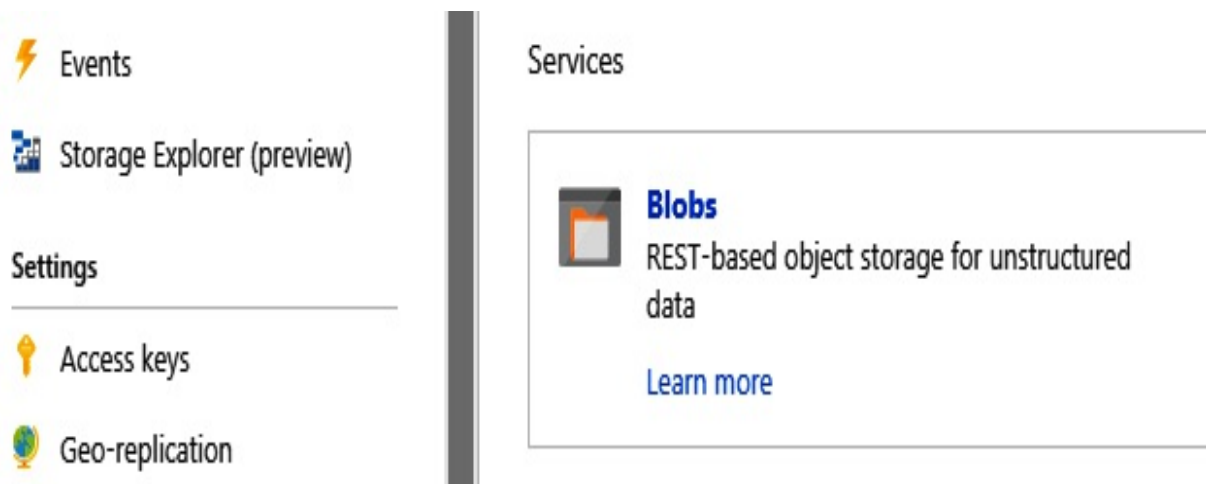 Events
Storage Explorer (preview)
Settings
Access keys
Geo-replication
Services
Blobs
REST-based object storage for unstructured
data
Learn more